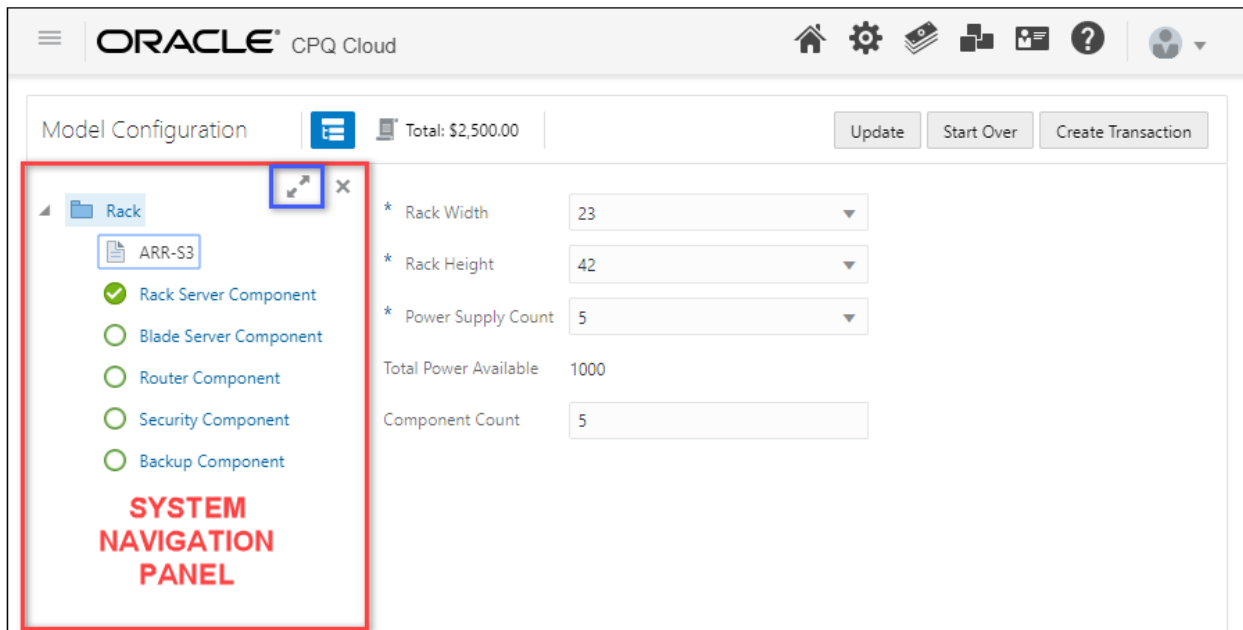 ORACLE® CPQ Cloud
Model Configuration Total: $2,500.00 Update Start Over Create Transaction
Rack
ARR-S3
Rack Server Component
Blade Server Component
Router Component
Security Component
Backup Component
SYSTEM
NAVIGATION
PANEL
* Rack Width 23
* Rack Height 42
* Power Supply Count 5
Total Power Available 1000
Component Count 5